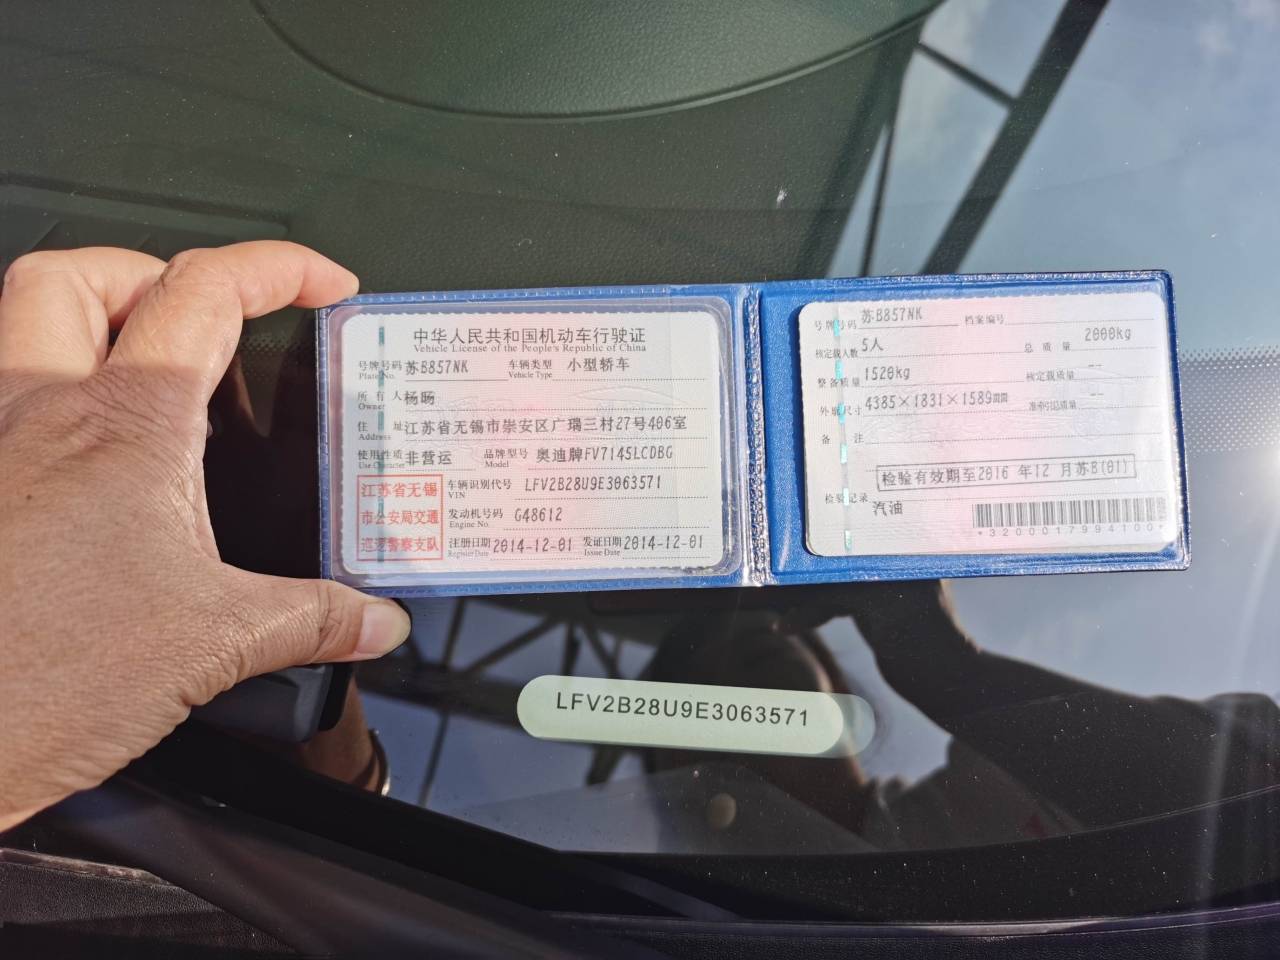 中华人民共和国机动车行驶证
Vehicle License of the People's Republic of China
号牌号码 苏B857NK 车辆类型 小型轿车
Plate No. Vehicle Type
所有人 杨旸
Owner
住址 江苏省无锡市崇安区广瑞三村27号406室
Address
使用性质 非营运 品牌型号 奥迪牌FV7145LCDBG
Use Character Model
江苏省无锡
市公安局交通
巡逻警察支队
车辆识别代号 LFV2B28U9E3063571
VIN
发动机号码 G48612
Engine No.
注册日期 2014-12-01 发证日期 2014-12-01
Register Date Issue Date
号牌号码 苏B857NK 档案编号
核定载人数 5人 总质量 2000kg
整备质量 1520kg 核定载质量 --
外廓尺寸 4385×1831×1589mm 准牵引总质量 --
备注
检验有效期至2016年12月苏B(01)
检验记录
汽油
*3200017994100*
LFV2B28U9E3063571